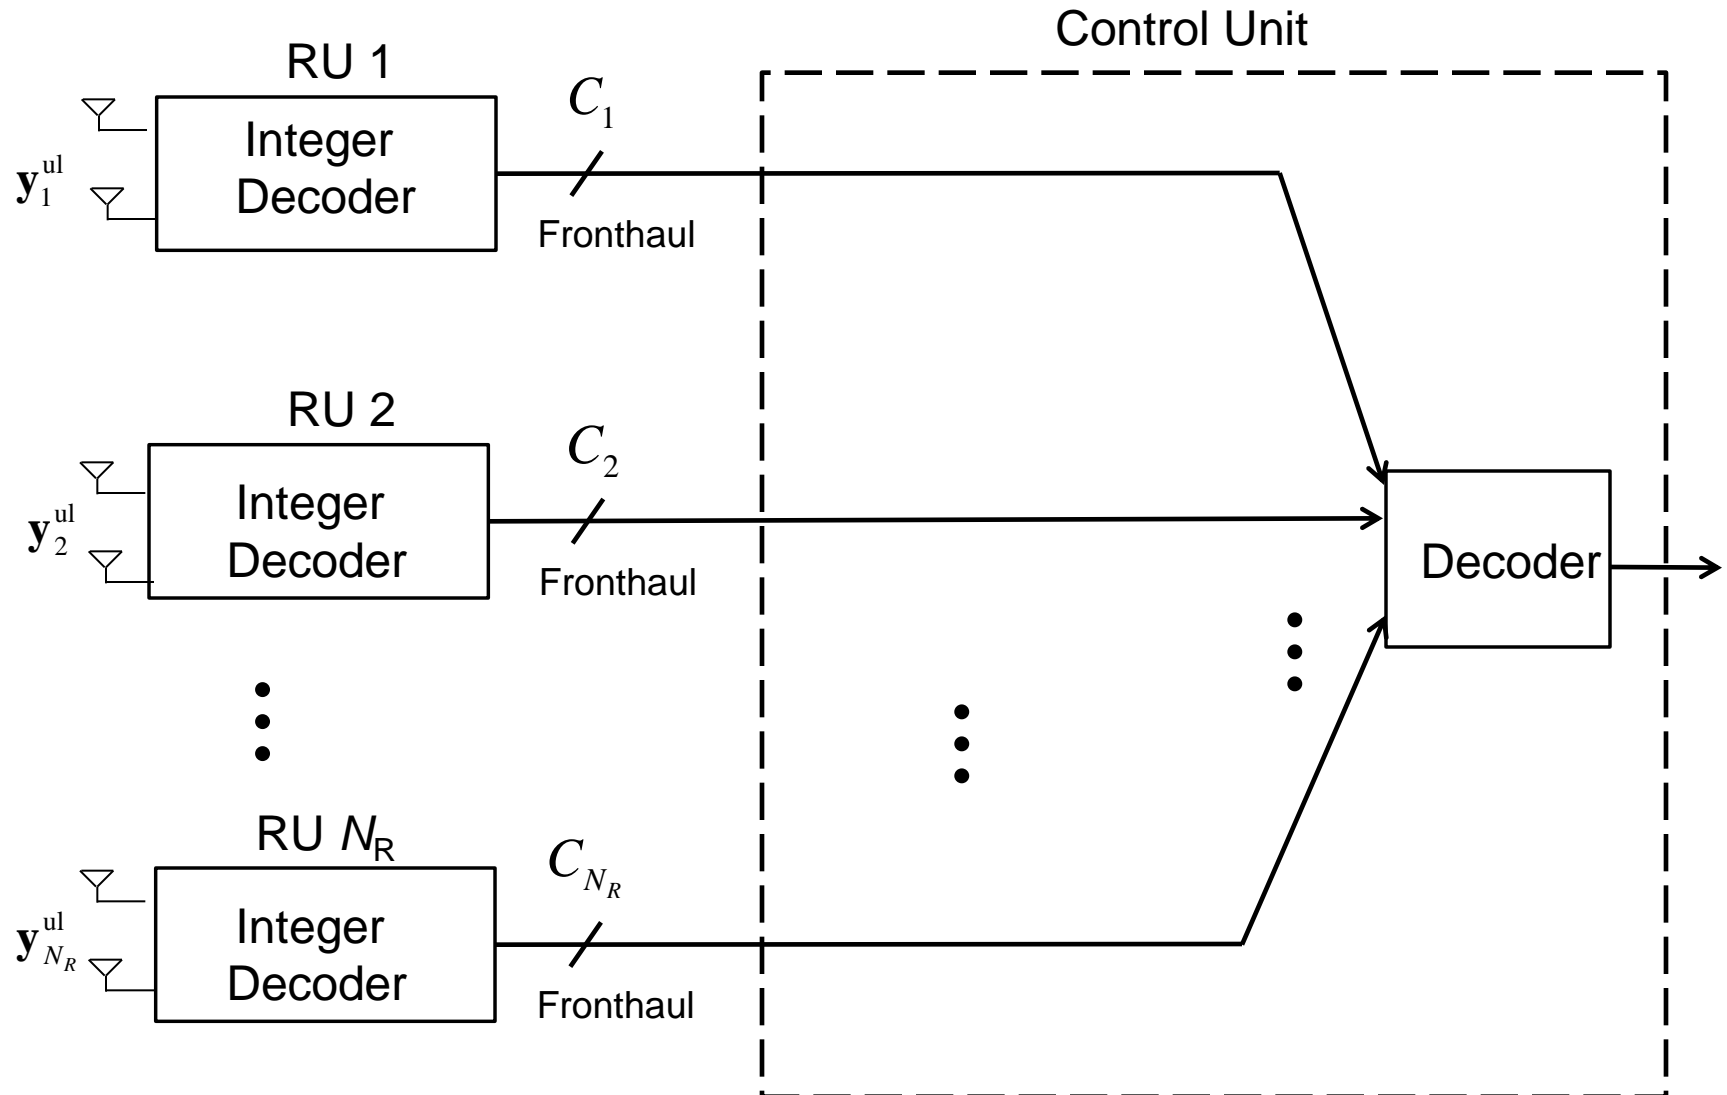 Control Unit
RU 1
C_1
Integer
Decoder
y_1^ul
Fronthaul
RU 2
C_2
Integer
Decoder
y_2^ul
Fronthaul
Decoder
RU N_R
C_{N_R}
Integer
Decoder
y_{N_R}^ul
Fronthaul